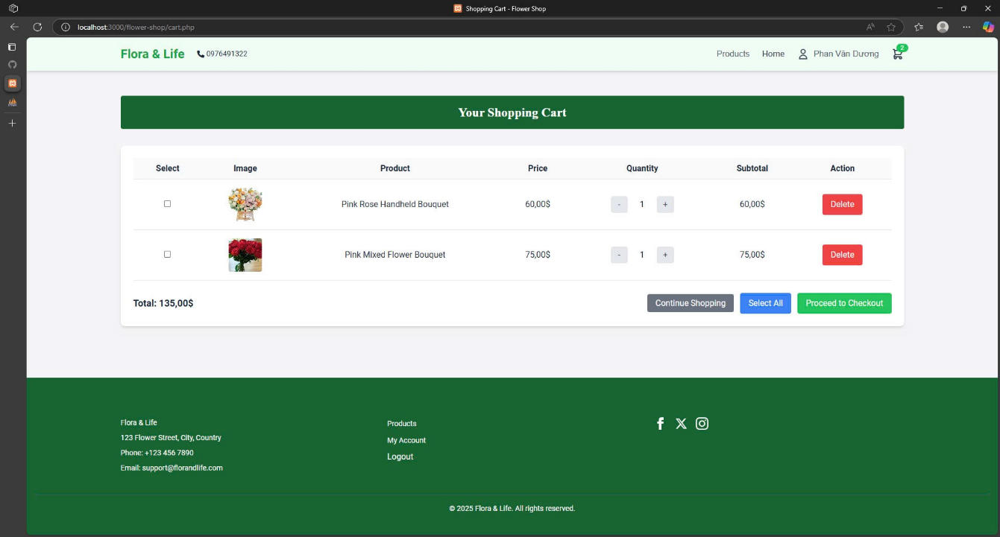 Shopping Cart - Flower Shop
localhost:3000/flower-shop/cart.php
Flora & Life 0976491322 Products Home Phan Văn Dương 2
Your Shopping Cart
Select Image Product Price Quantity Subtotal Action
Pink Rose Handheld Bouquet 60,00$ - 1 + 60,00$ Delete
Pink Mixed Flower Bouquet 75,00$ - 1 + 75,00$ Delete
Total: 135,00$ Continue Shopping Select All Proceed to Checkout
Flora & Life
123 Flower Street, City, Country
Phone: +123 456 7890
Email: support@florandlife.com
Products
My Account
Logout
© 2025 Flora & Life. All rights reserved.